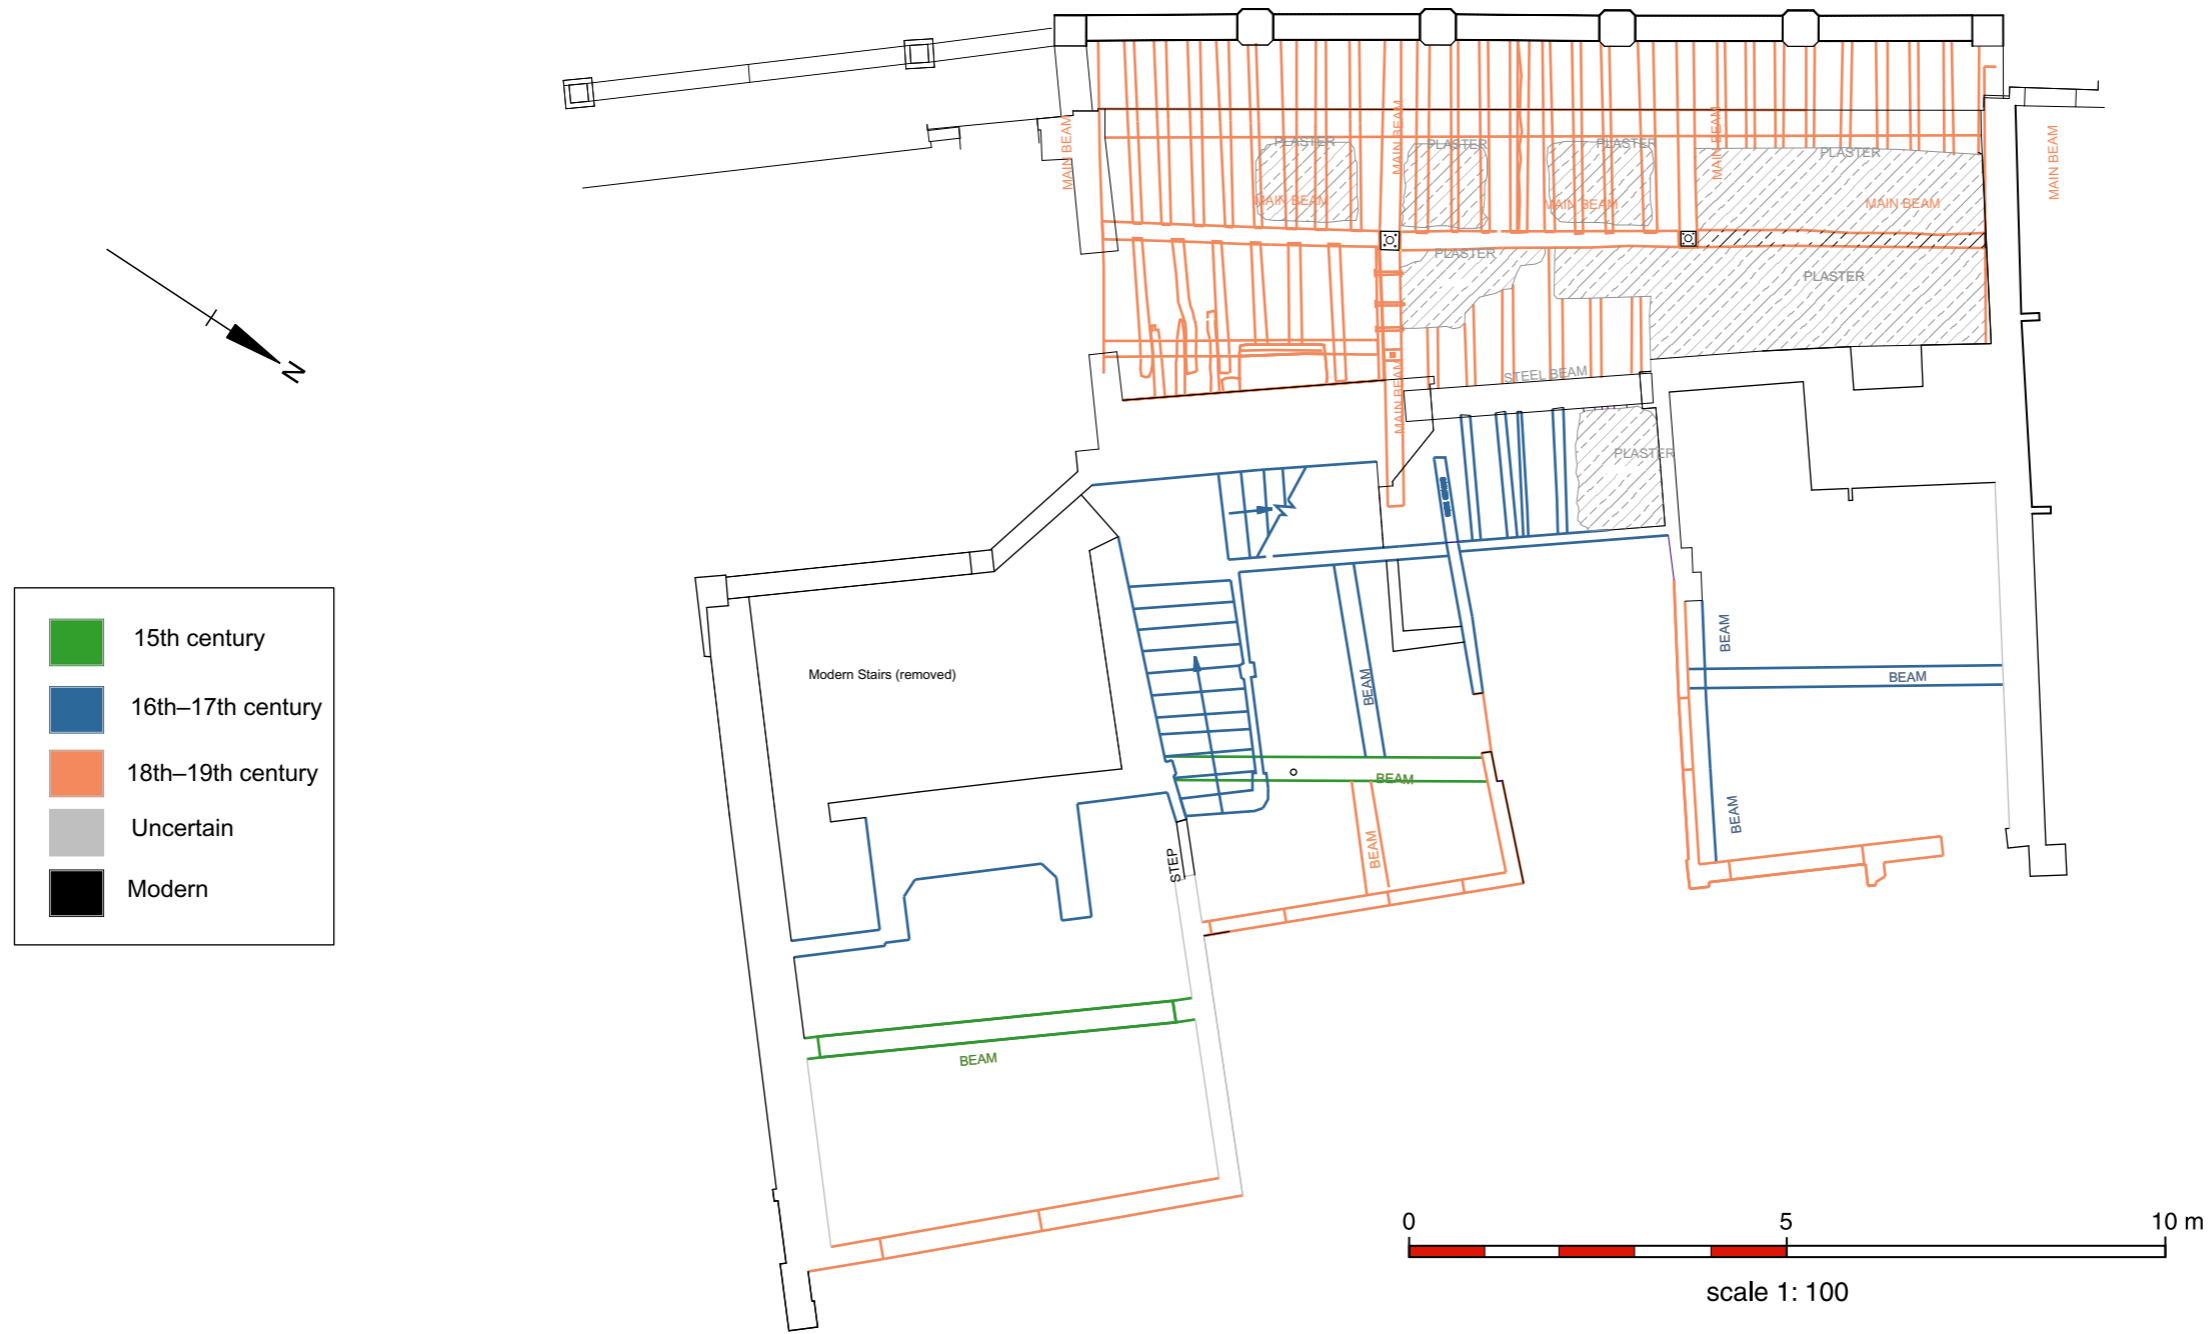 MAIN BEAM
MAIN BEAM
MAIN BEAM
MAIN BEAM
PLASTER
PLASTER
PLASTER
PLASTER
MAIN BEAM
MAIN BEAM
MAIN BEAM
PLASTER
PLASTER
STEEL BEAM
MAIN BEAM
PLASTER
N
15th century
16th–17th century
18th–19th century
Uncertain
Modern
Modern Stairs (removed)
BEAM
BEAM
BEAM
BEAM
BEAM
BEAM
STEP
BEAM
0 5 10 m
scale 1: 100